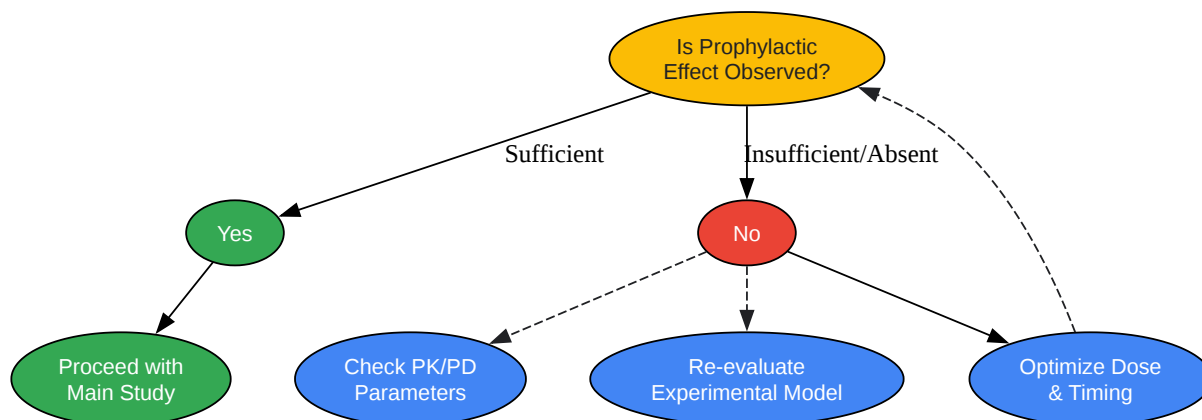 Is Prophylactic
Effect Observed?
Sufficient
Insufficient/Absent
Yes
No
Proceed with
Main Study
Check PK/PD
Parameters
Re-evaluate
Experimental Model
Optimize Dose
& Timing